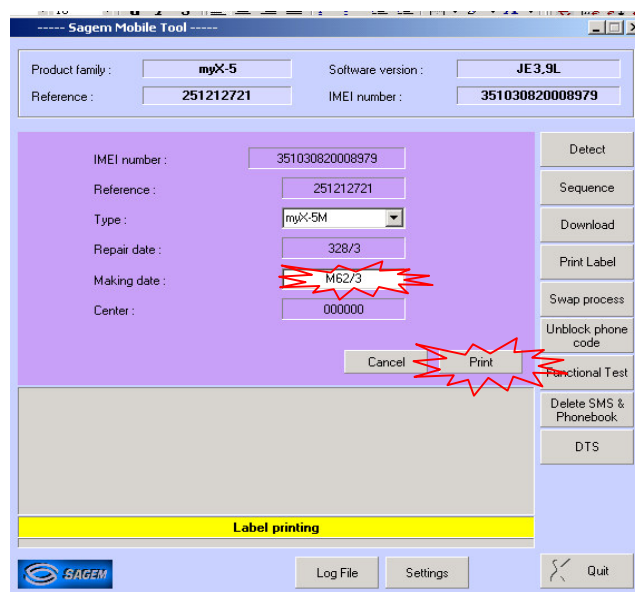 ----- Sagem Mobile Tool -----
Product family : myX-5 Software version : JE3,9L
Reference : 251212721 IMEI number : 351030820008979
IMEI number : 351030820008979
Reference : 251212721
Type : myX-5M
Repair date : 328/3
Making date : M62/3
Center : 000000
Cancel Print
Detect
Sequence
Download
Print Label
Swap process
Unblock phone
code
Functional Test
Delete SMS &
Phonebook
DTS
Label printing
SAGEM Log File Settings Quit